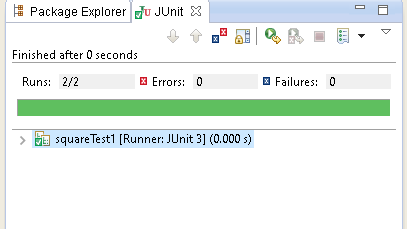 Package Explorer JUnit
Finished after 0 seconds
Runs: 2/2 Errors: 0 Failures: 0
squareTest1 [Runner: JUnit 3] (0.000 s)